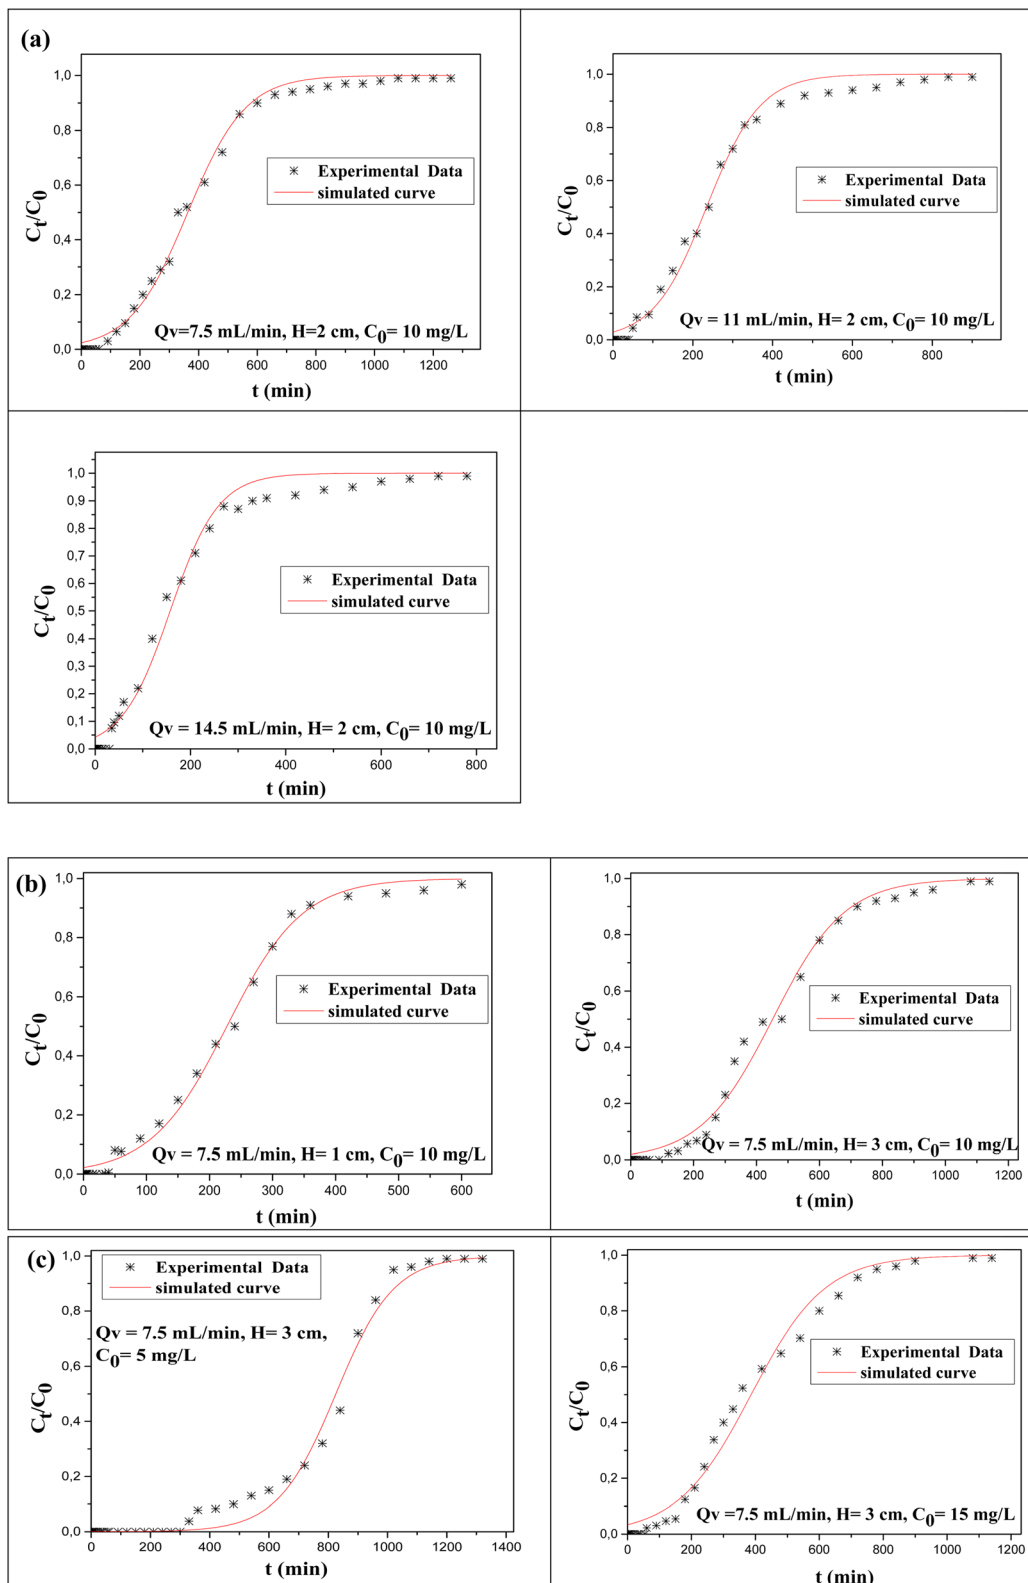 (a)
1,0
0,8
0,6
0,4
0,2
0,0
Ct/C0
Experimental Data
simulated curve
Qv=7.5 mL/min, H=2 cm, C0= 10 mg/L
0 200 400 600 800 1000 1200
t (min)
1,0
0,8
0,6
0,4
0,2
0,0
Ct/C0
Experimental Data
simulated curve
Qv = 11 mL/min, H= 2 cm, C0= 10 mg/L
0 200 400 600 800
t (min)
1,0
0,9
0,8
0,7
0,6
0,5
0,4
0,3
0,2
0,1
0,0
Ct/C0
Experimental Data
simulated curve
Qv = 14.5 mL/min, H= 2 cm, C0= 10 mg/L
0 200 400 600 800
t (min)
(b)
1,0
0,8
0,6
0,4
0,2
0,0
Ct/C0
Experimental Data
simulated curve
Qv = 7.5 mL/min, H= 1 cm, C0= 10 mg/L
0 100 200 300 400 500 600
t (min)
1,0
0,8
0,6
0,4
0,2
0,0
Ct/C0
Experimental Data
simulated curve
Qv = 7.5 mL/min, H= 3 cm, C0= 10 mg/L
0 200 400 600 800 1000 1200
t (min)
(c)
1,0
0,8
0,6
0,4
0,2
0,0
Ct/C0
Experimental Data
simulated curve
Qv = 7.5 mL/min, H= 3 cm,
C0= 5 mg/L
0 200 400 600 800 1000 1200 1400
t (min)
1,0
0,8
0,6
0,4
0,2
0,0
Ct/C0
Experimental Data
simulated curve
Qv =7.5 mL/min, H= 3 cm, C0= 15 mg/L
0 200 400 600 800 1000 1200
t (min)